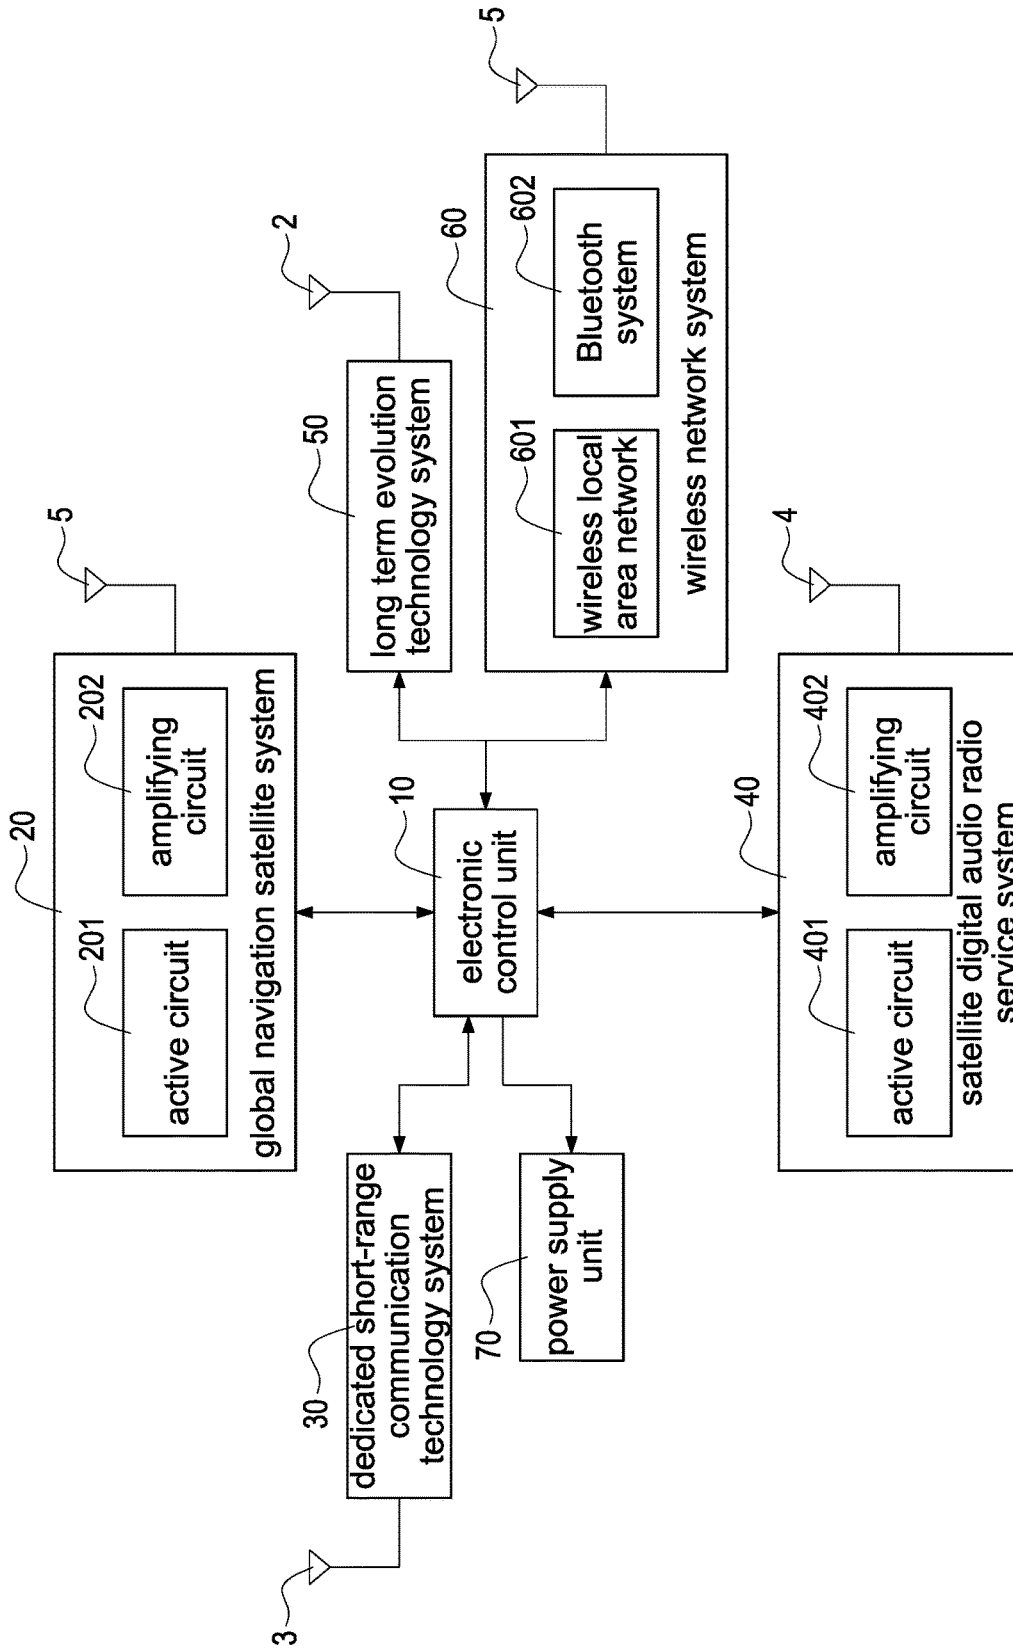 20
201
active circuit
202
amplifying
circuit
global navigation satellite system
5
3
30
dedicated short-range
communication
technology system
10
electronic
control unit
50
long term evolution
technology system
2
70
power supply
unit
60
601
wireless local
area network
602
Bluetooth
system
wireless network system
5
40
401
active circuit
402
amplifying
circuit
satellite digital audio radio
service system
4